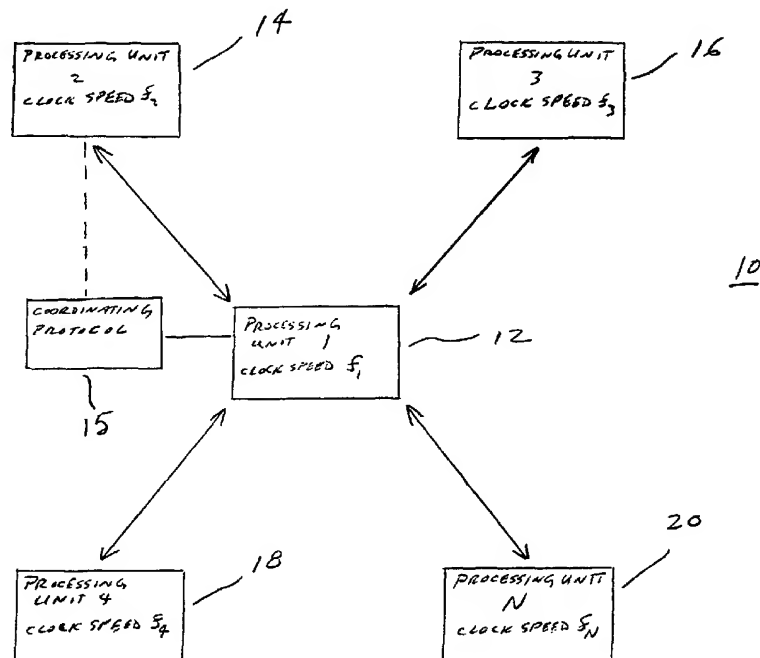 PROCESSING UNIT
2
CLOCK SPEED f₂
14
PROCESSING UNIT
3
CLOCK SPEED f₃
16
10
COORDINATING
PROTOCOL
15
PROCESSING
UNIT 1
CLOCK SPEED f₁
12
PROCESSING
UNIT 4
CLOCK SPEED f₄
18
PROCESSING UNIT
N
CLOCK SPEED f_N
20